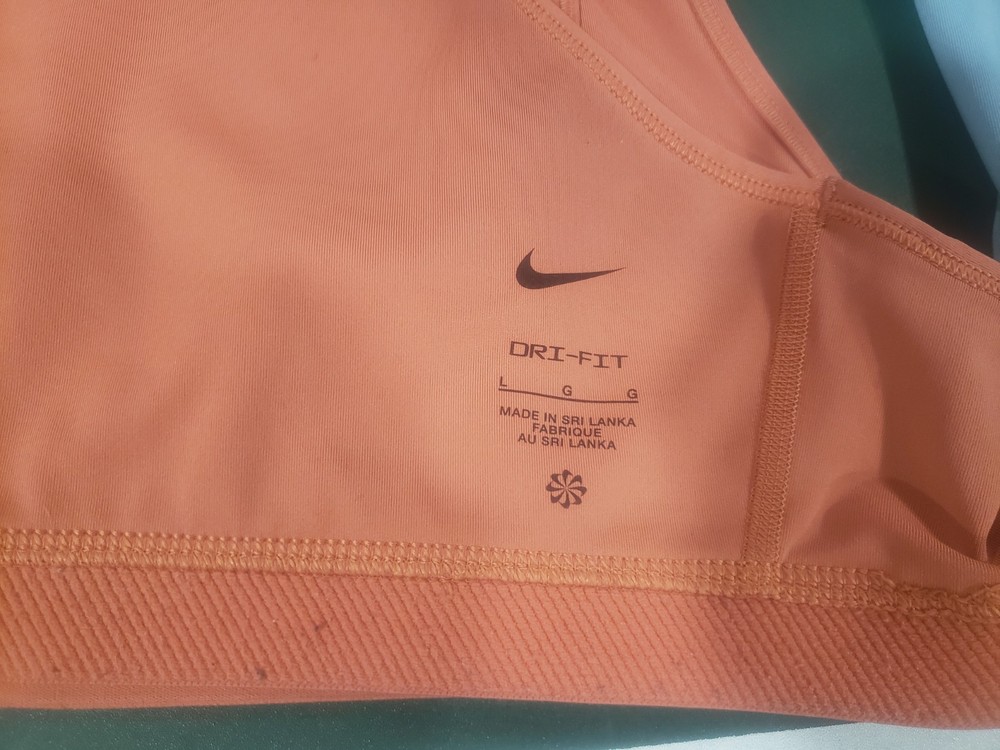 DRI-FIT
L G G
MADE IN SRI LANKA
FABRIQUE
AU SRI LANKA